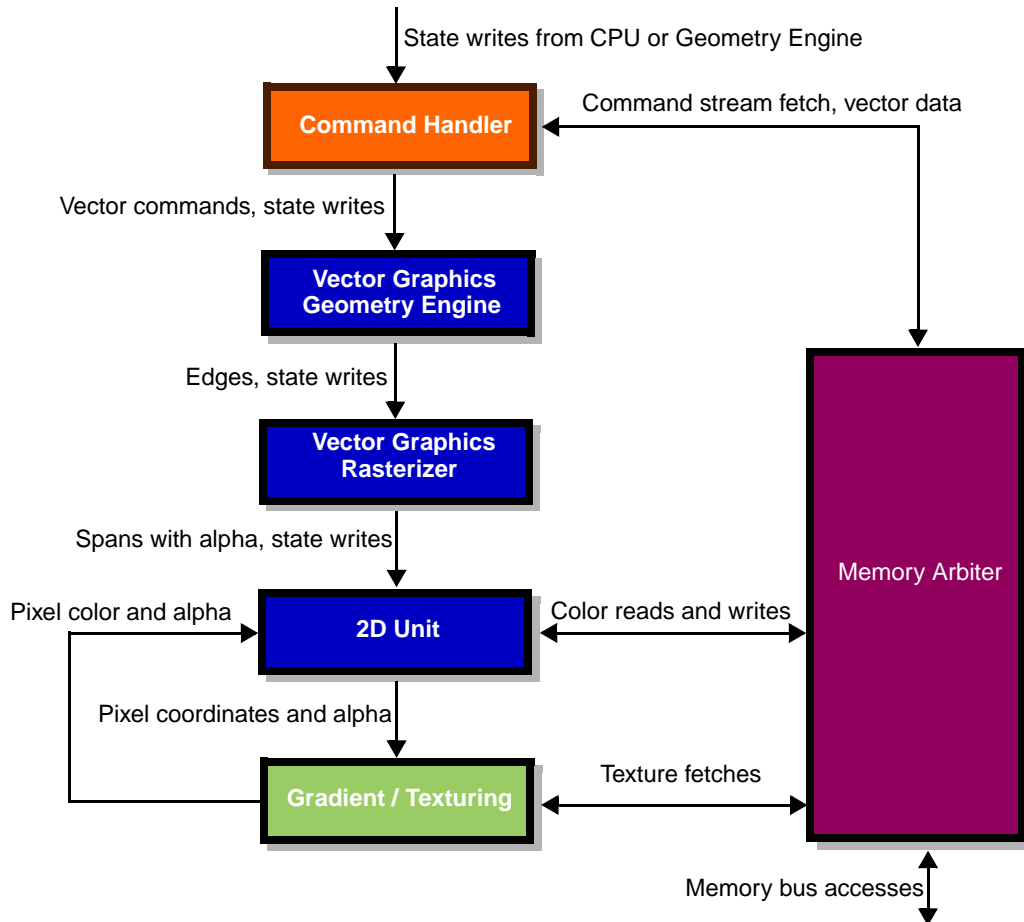 State writes from CPU or Geometry Engine
Command Handler
Command stream fetch, vector data
Vector commands, state writes
Vector Graphics
Geometry Engine
Edges, state writes
Vector Graphics
Rasterizer
Spans with alpha, state writes
Memory Arbiter
Pixel color and alpha
2D Unit
Color reads and writes
Pixel coordinates and alpha
Gradient / Texturing
Texture fetches
Memory bus accesses